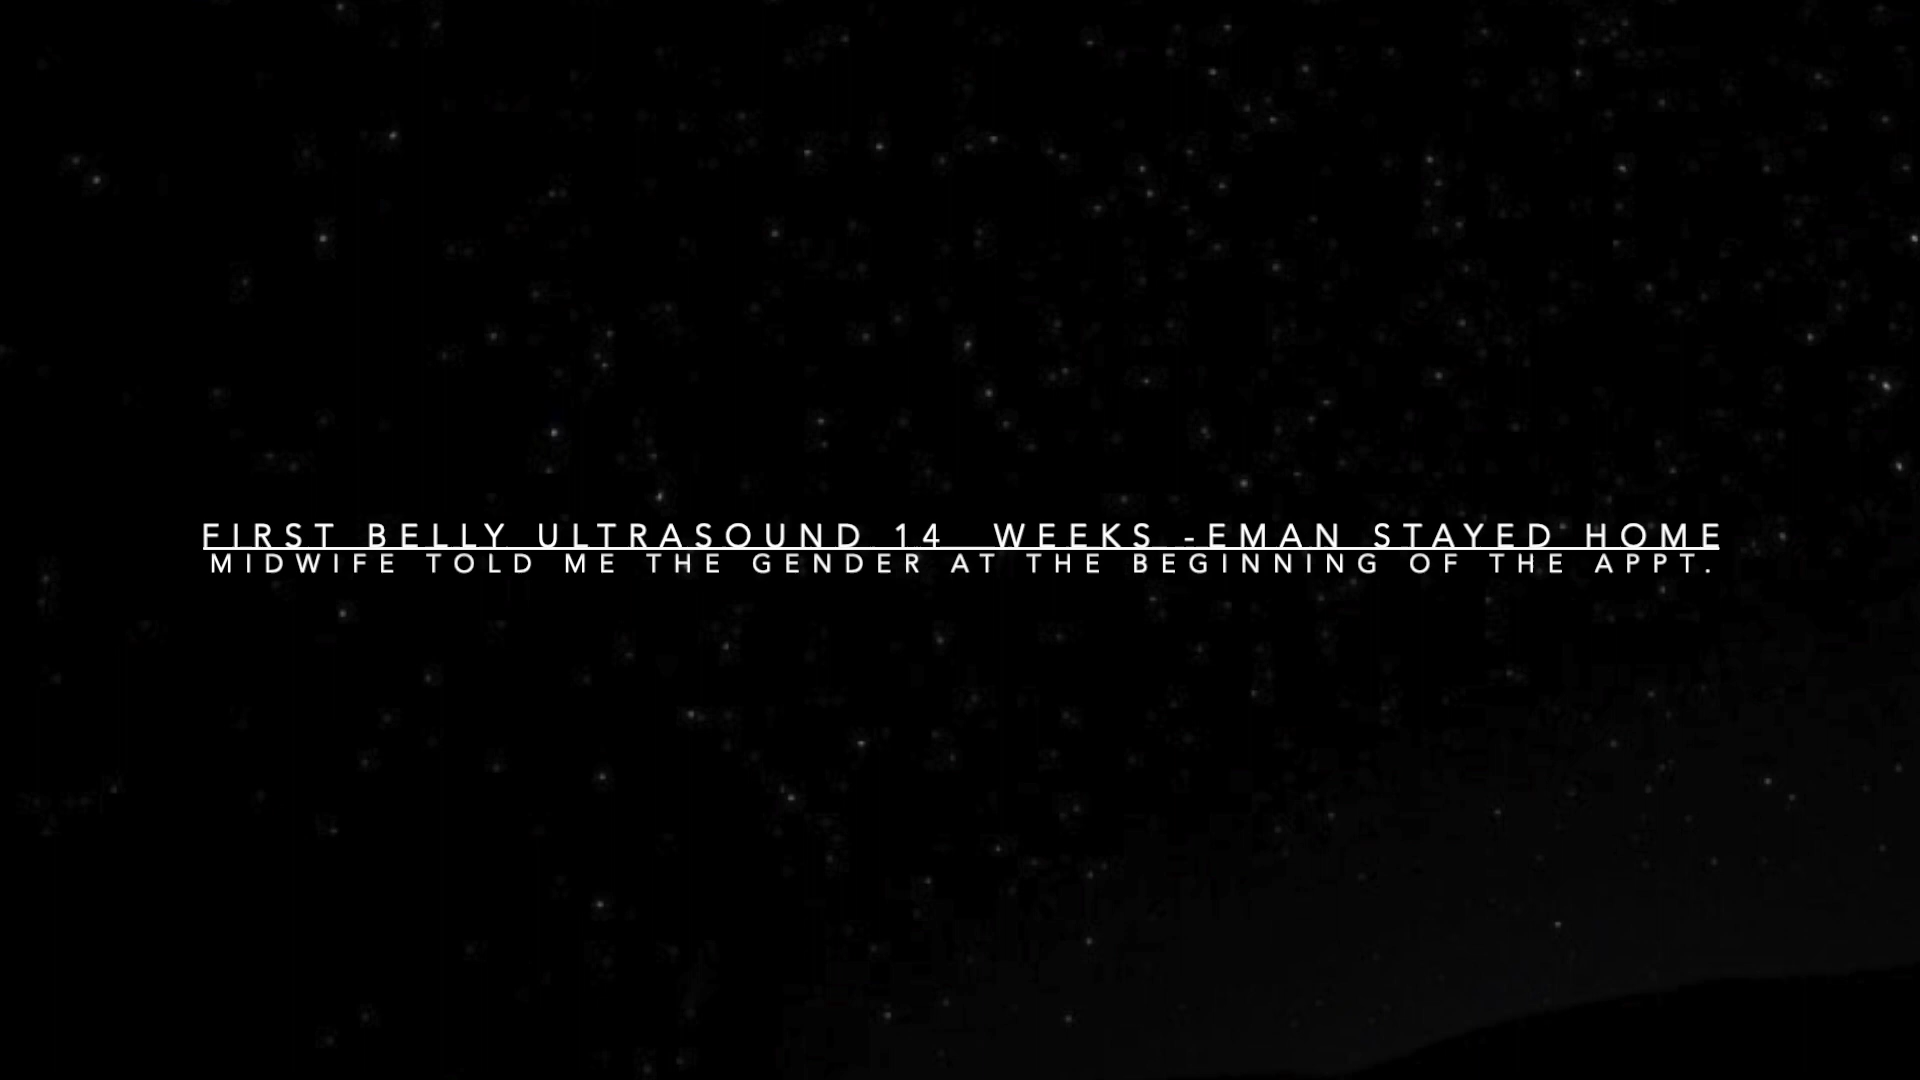 FIRST BELLY ULTRASOUND 14 WEEKS -EMAN STAYED HOME
MIDWIFE TOLD ME THE GENDER AT THE BEGINNING OF THE APPT.